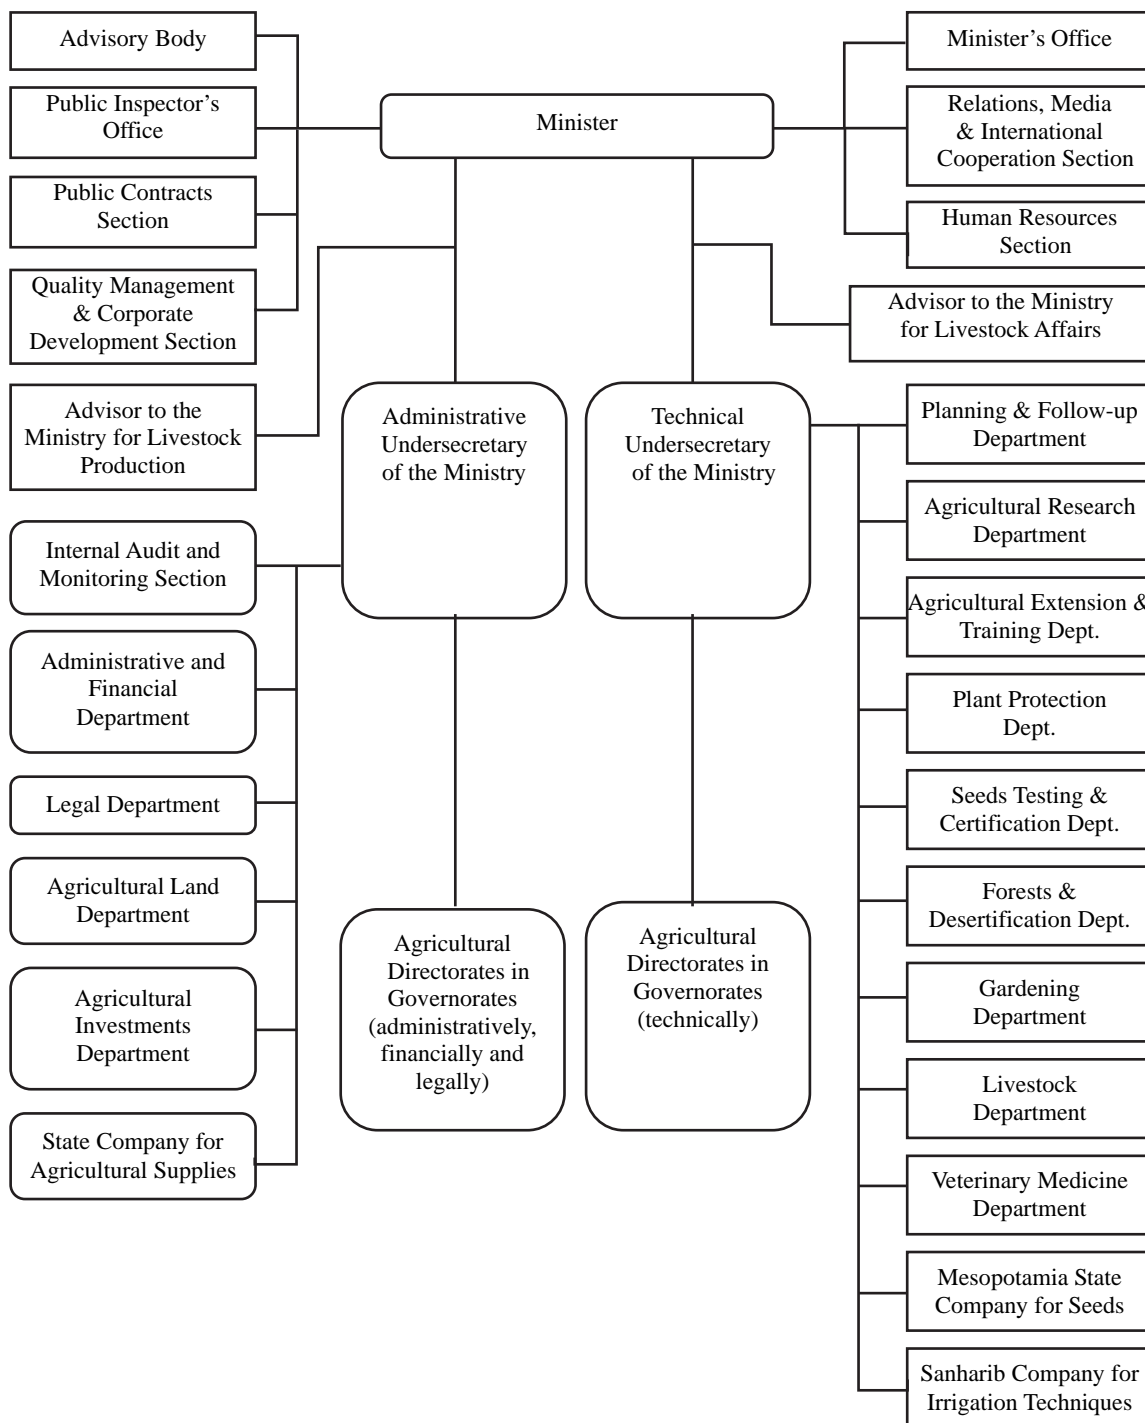 Advisory Body
Public Inspector’s
Office
Public Contracts
Section
Quality Management
& Corporate
Development Section
Advisor to the
Ministry for Livestock
Production
Minister
Minister’s Office
Relations, Media
& International
Cooperation Section
Human Resources
Section
Advisor to the Ministry
for Livestock Affairs
Administrative
Undersecretary
of the Ministry
Technical
Undersecretary
of the Ministry
Internal Audit and
Monitoring Section
Administrative and
Financial
Department
Legal Department
Agricultural Land
Department
Agricultural
Investments
Department
State Company for
Agricultural Supplies
Agricultural
Directorates in
Governorates
(administratively,
financially and
legally)
Agricultural
Directorates in
Governorates
(technically)
Planning & Follow-up
Department
Agricultural Research
Department
Agricultural Extension &
Training Dept.
Plant Protection
Dept.
Seeds Testing &
Certification Dept.
Forests &
Desertification Dept.
Gardening
Department
Livestock
Department
Veterinary Medicine
Department
Mesopotamia State
Company for Seeds
Sanharib Company for
Irrigation Techniques